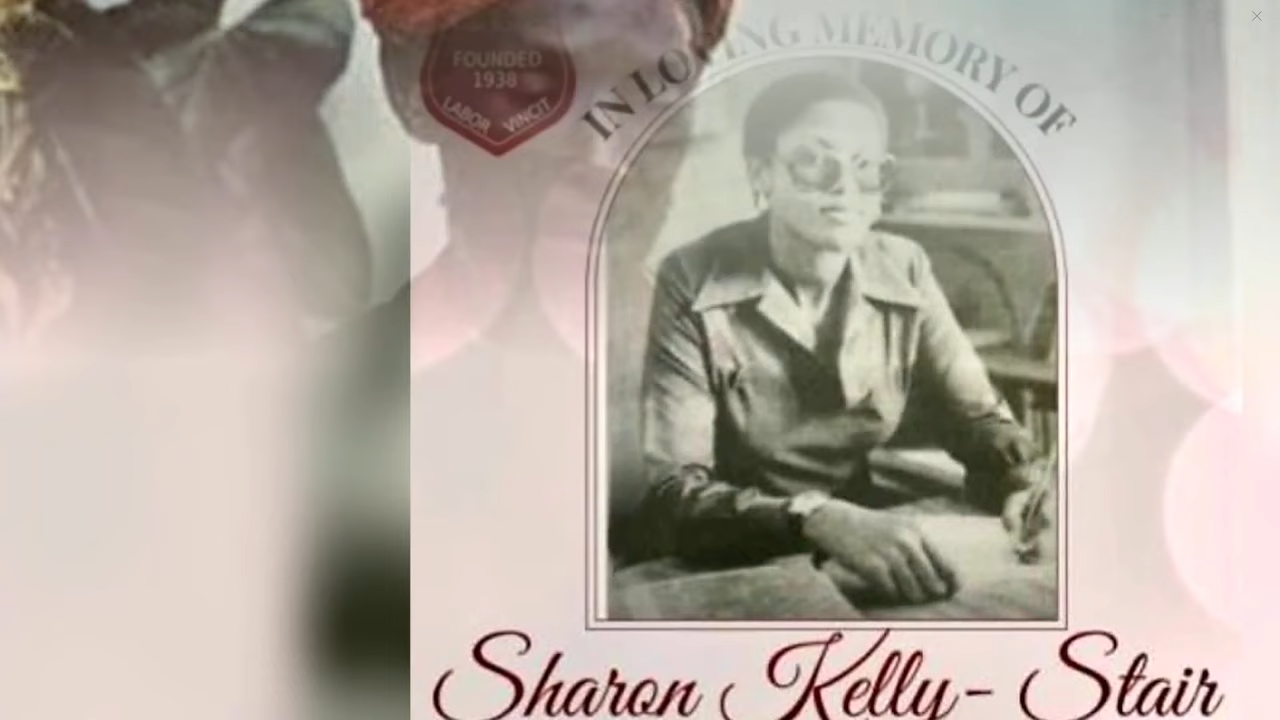 FOUNDED
1938
LABOR VINCIT
IN LOVING MEMORY OF
Sharon Kelly- Stair